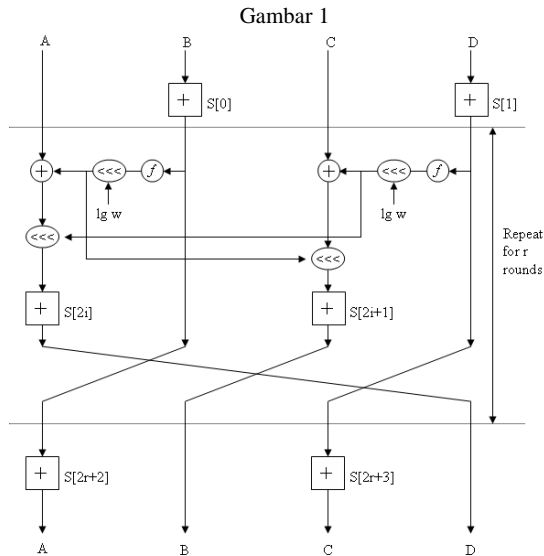 Gambar 1
A B C D
+ S[0] + S[1]
+ <<< f + <<< f
lg w lg w
<<< Repeat
<<< for r
rounds
+ S[2i] + S[2i+1]
+ S[2r+2] + S[2r+3]
A B C D